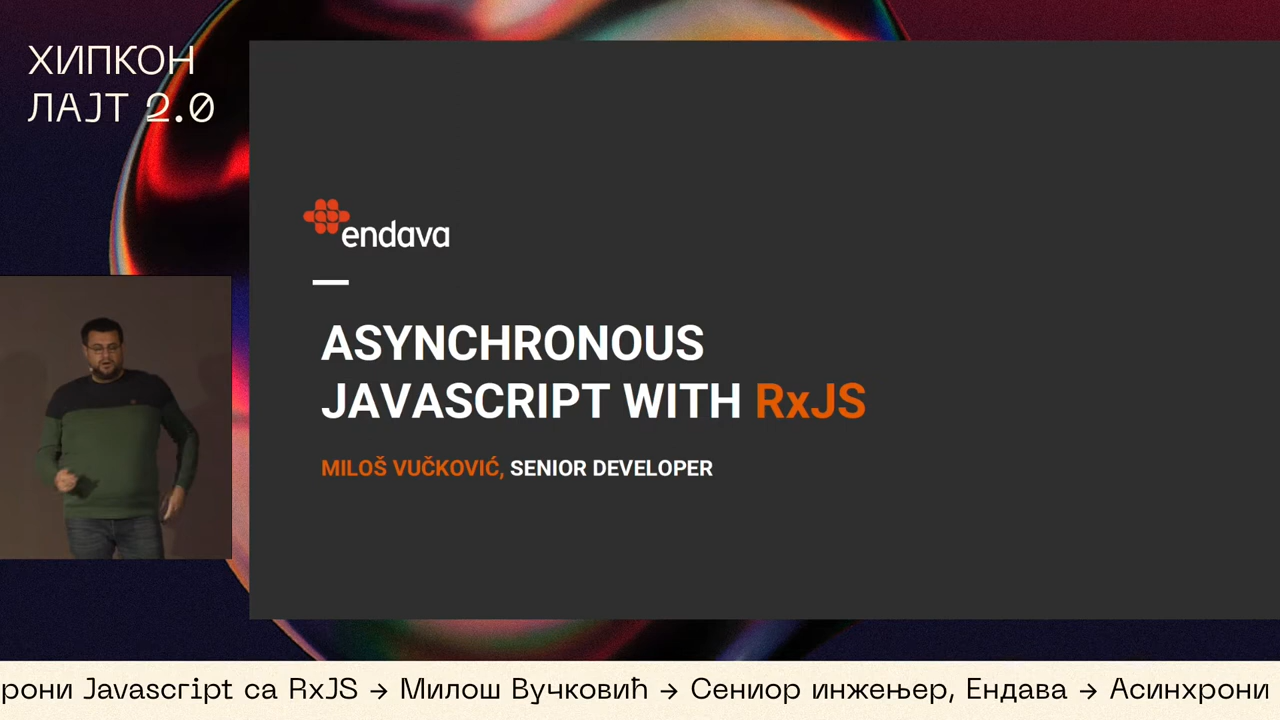 ХИПКОН
ЛАЈТ 2.0
endava
ASYNCHRONOUS
JAVASCRIPT WITH RxJS
MILOŠ VUČKOVIĆ, SENIOR DEVELOPER
рони Javascript са RxJS → Милош Вучковић → Сениор инжењер, Ендава → Асинхрони